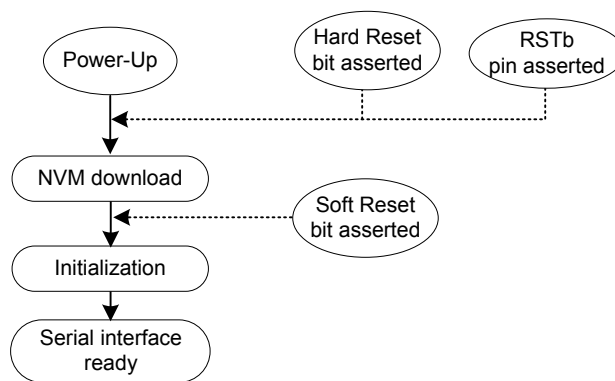 Power-Up
Hard Reset
bit asserted
RSTb
pin asserted
NVM download
Soft Reset
bit asserted
Initialization
Serial interface
ready